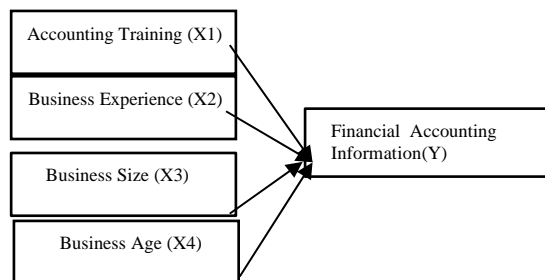 Accounting Training (X1)
Business Experience (X2)
Financial Accounting
Information(Y)
Business Size (X3)
Business Age (X4)